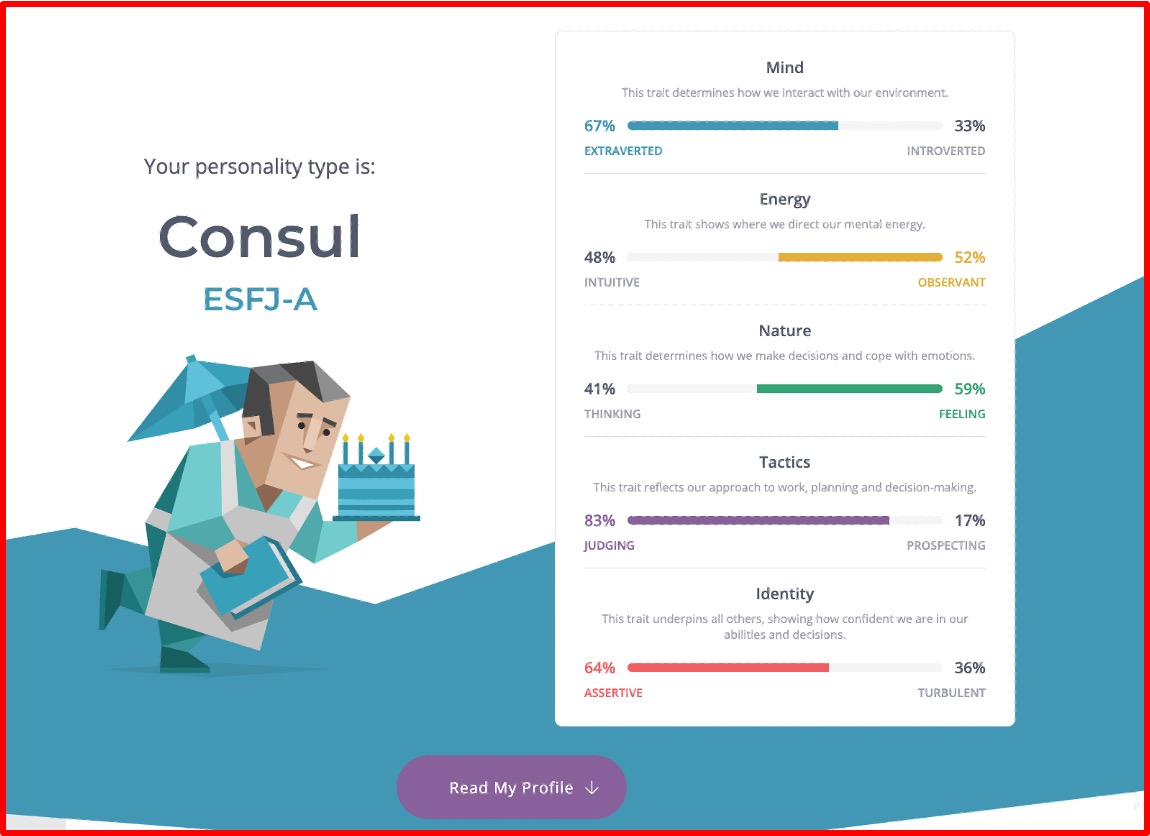 Your personality type is:
Consul
ESFJ-A
Mind
This trait determines how we interact with our environment.
67% 33%
EXTRAVERTED INTROVERTED
Energy
This trait shows where we direct our mental energy.
48% 52%
INTUITIVE OBSERVANT
Nature
This trait determines how we make decisions and cope with emotions.
41% 59%
THINKING FEELING
Tactics
This trait reflects our approach to work, planning and decision-making.
83% 17%
JUDGING PROSPECTING
Identity
This trait underpins all others, showing how confident we are in our
abilities and decisions.
64% 36%
ASSERTIVE TURBULENT
Read My Profile ↓